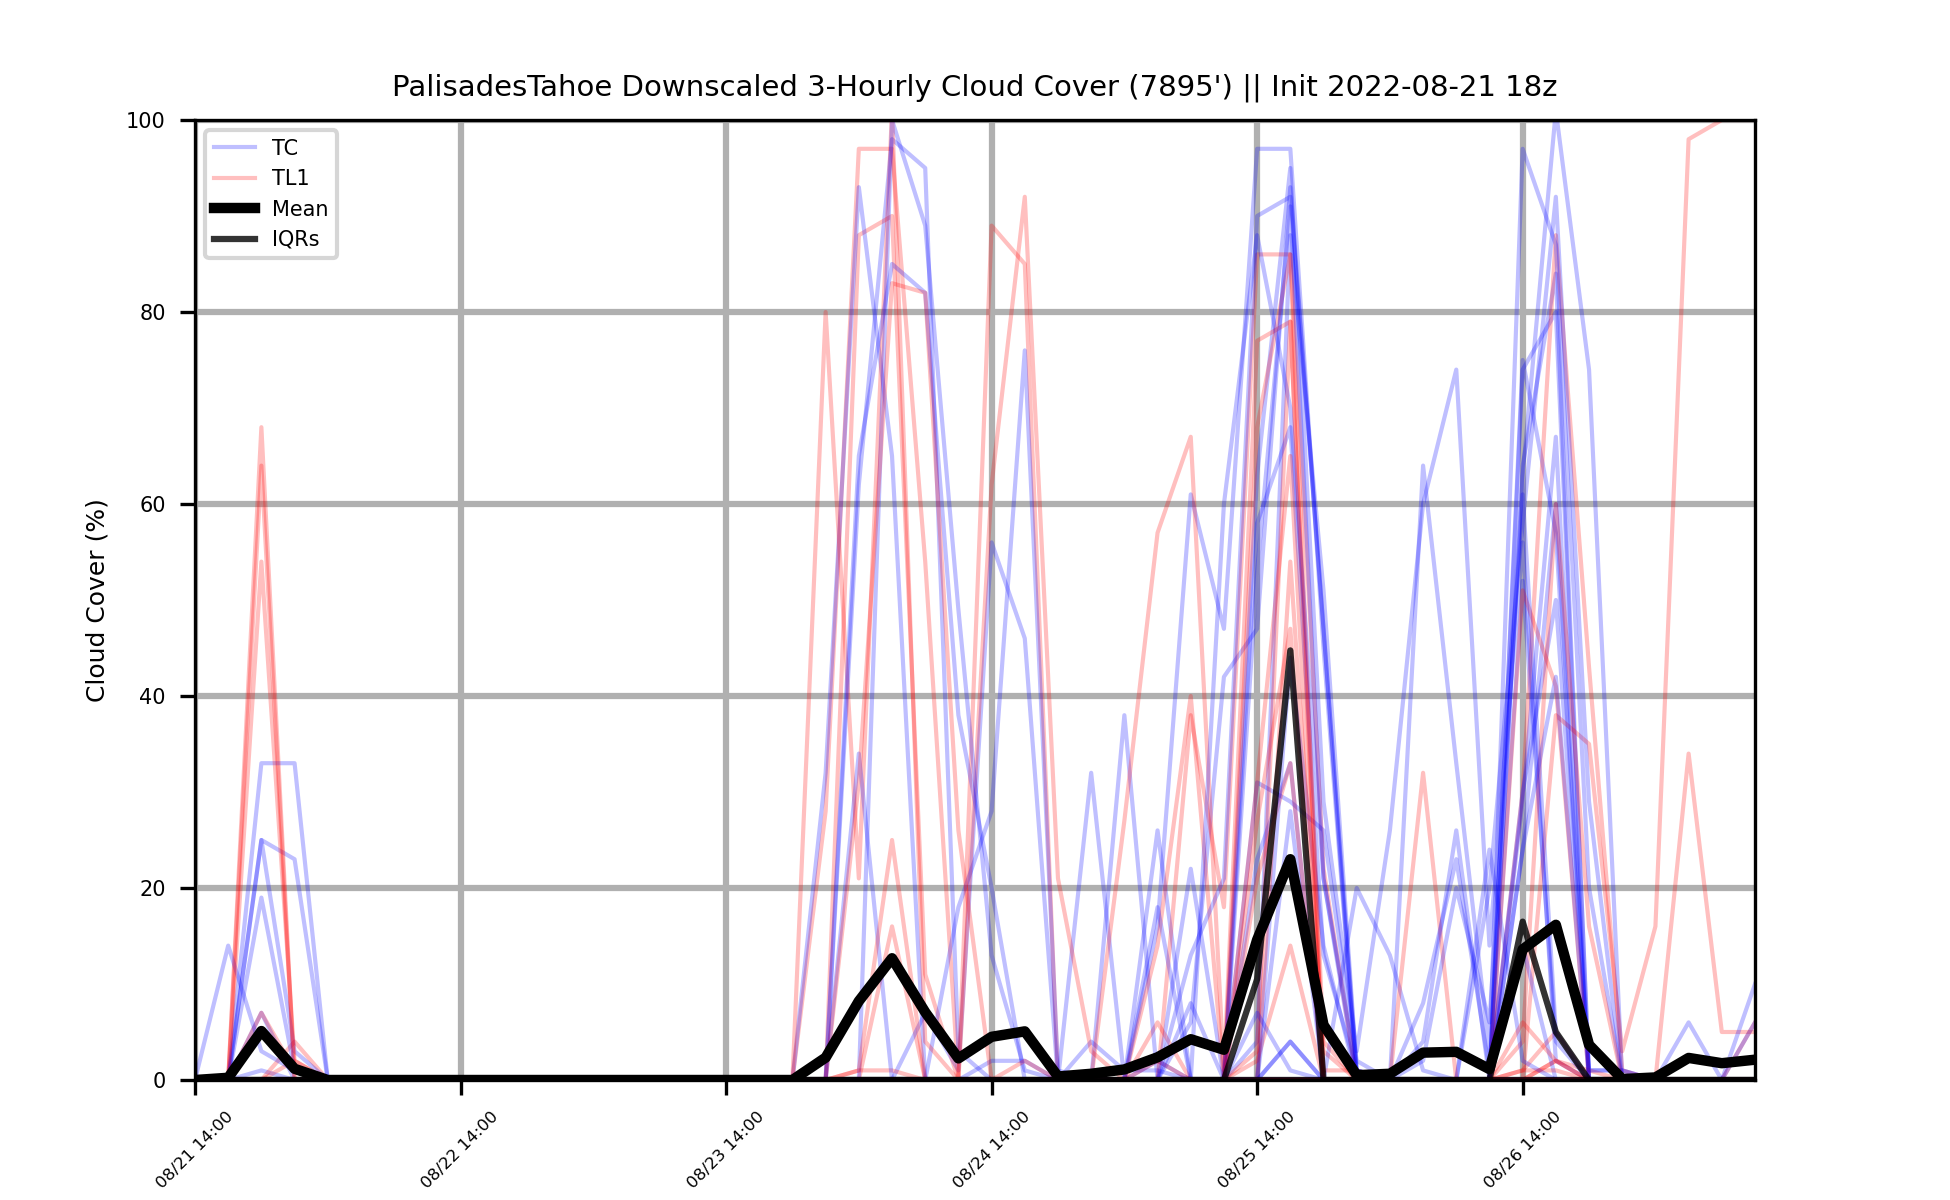 PalisadesTahoe Downscaled 3-Hourly Cloud Cover (7895') || Init 2022-08-21 18z
TC
TL1
Mean
IQRs
Cloud Cover (%)
100
80
60
40
20
0
08/21 14:00
08/22 14:00
08/23 14:00
08/24 14:00
08/25 14:00
08/26 14:00